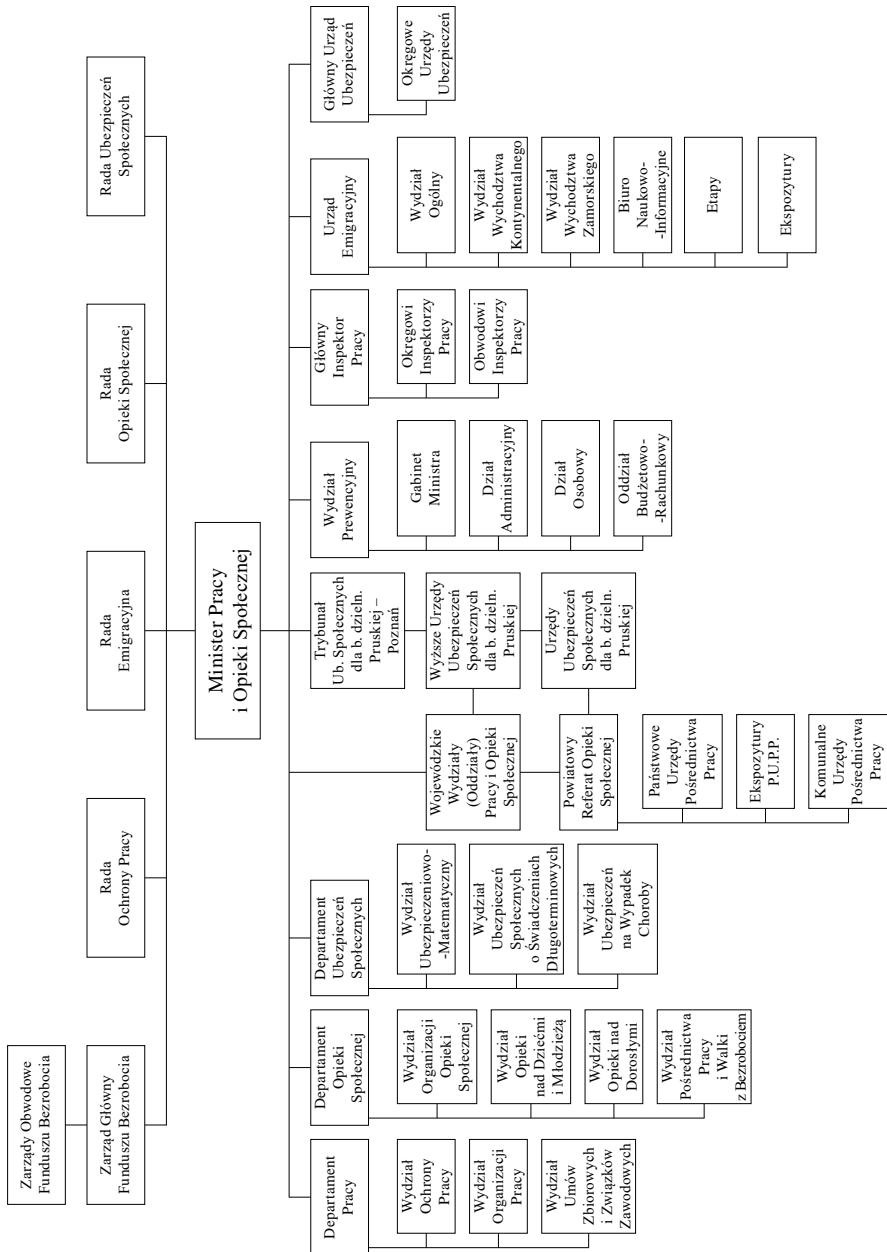 Zarządy Obwodowe
Funduszu Bezrobocia
Zarząd Główny
Funduszu Bezrobocia
Rada
Ochrony Pracy
Rada
Emigracyjna
Rada
Opieki Społecznej
Rada Ubezpieczeń
Społecznych
Minister Pracy
i Opieki Społecznej
Departament
Pracy
Wydział
Ochrony
Pracy
Wydział
Organizacji
Pracy
Wydział
Umów
Zbiorowych
i Związków
Zawodowych
Departament
Opieki
Społecznej
Wydział
Organizacji
Opieki
Społecznej
Wydział
Opieki
nad Dziećmi
i Młodzieżą
Wydział
Opieki nad
Dorosłymi
Wydział
Pośrednictwa
Pracy
i Walki
z Bezrobociem
Departament
Ubezpieczeń
Społecznych
Wydział
Ubezpieczeniowo-
-Matematyczny
Wydział
Ubezpieczeń
Społecznych
o Świadczeniach
Długoterminowych
Wydział
Ubezpieczeń
na Wypadek
Choroby
Wojewódzkie
Wydziały
(Oddziały)
Pracy i Opieki
Społecznej
Powiatowy
Referat Opieki
Społecznej
Państwowe
Urzędy
Pośrednictwa
Pracy
Ekspozytury
P.U.P.P.
Komunalne
Urzędy
Pośrednictwa
Pracy
Trybunał
Ub. Społecznych
dla b. dzieln.
Pruskiej –
Poznań
Wyższe Urzędy
Ubezpieczeń
Społecznych
dla b. dzieln.
Pruskiej
Urzędy
Ubezpieczeń
Społecznych
dla b. dzieln.
Pruskiej
Wydział
Prewencyjny
Gabinet
Ministra
Dział
Administracyjny
Dział
Osobowy
Oddział
Budżetowo-
-Rachunkowy
Główny
Inspektor
Pracy
Okręgowi
Inspektorzy
Pracy
Obwodowi
Inspektorzy
Pracy
Urząd
Emigracyjny
Wydział
Ogólny
Wydział
Wychodztwa
Kontynentalnego
Wydział
Wychodztwa
Zamorskiego
Biuro
Naukowo-
-Informacyjne
Etapy
Ekspozytury
Główny Urząd
Ubezpieczeń
Okręgowe
Urzędy
Ubezpieczeń